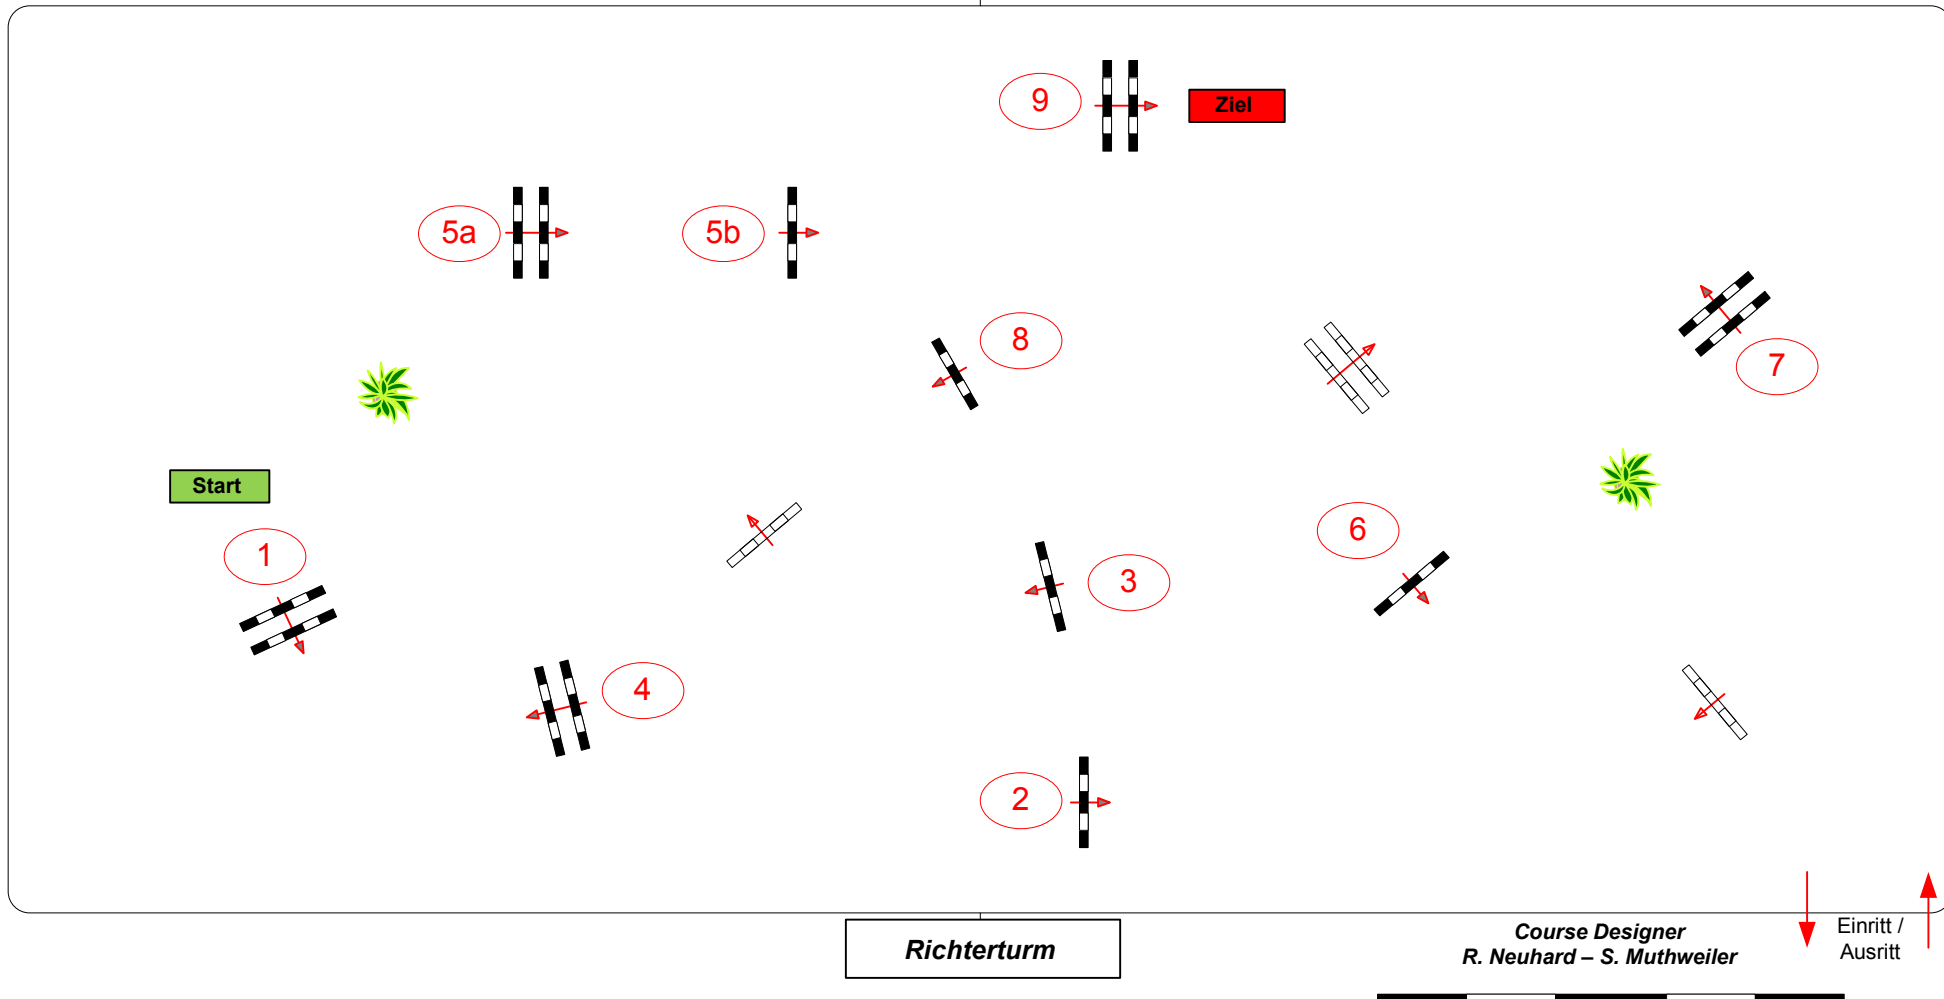 9
Ziel
5a
5b
8
7
Start
1
6
3
4
2
Richterturm
Course Designer
R. Neuhard – S. Muthweiler
Einritt /
Ausritt